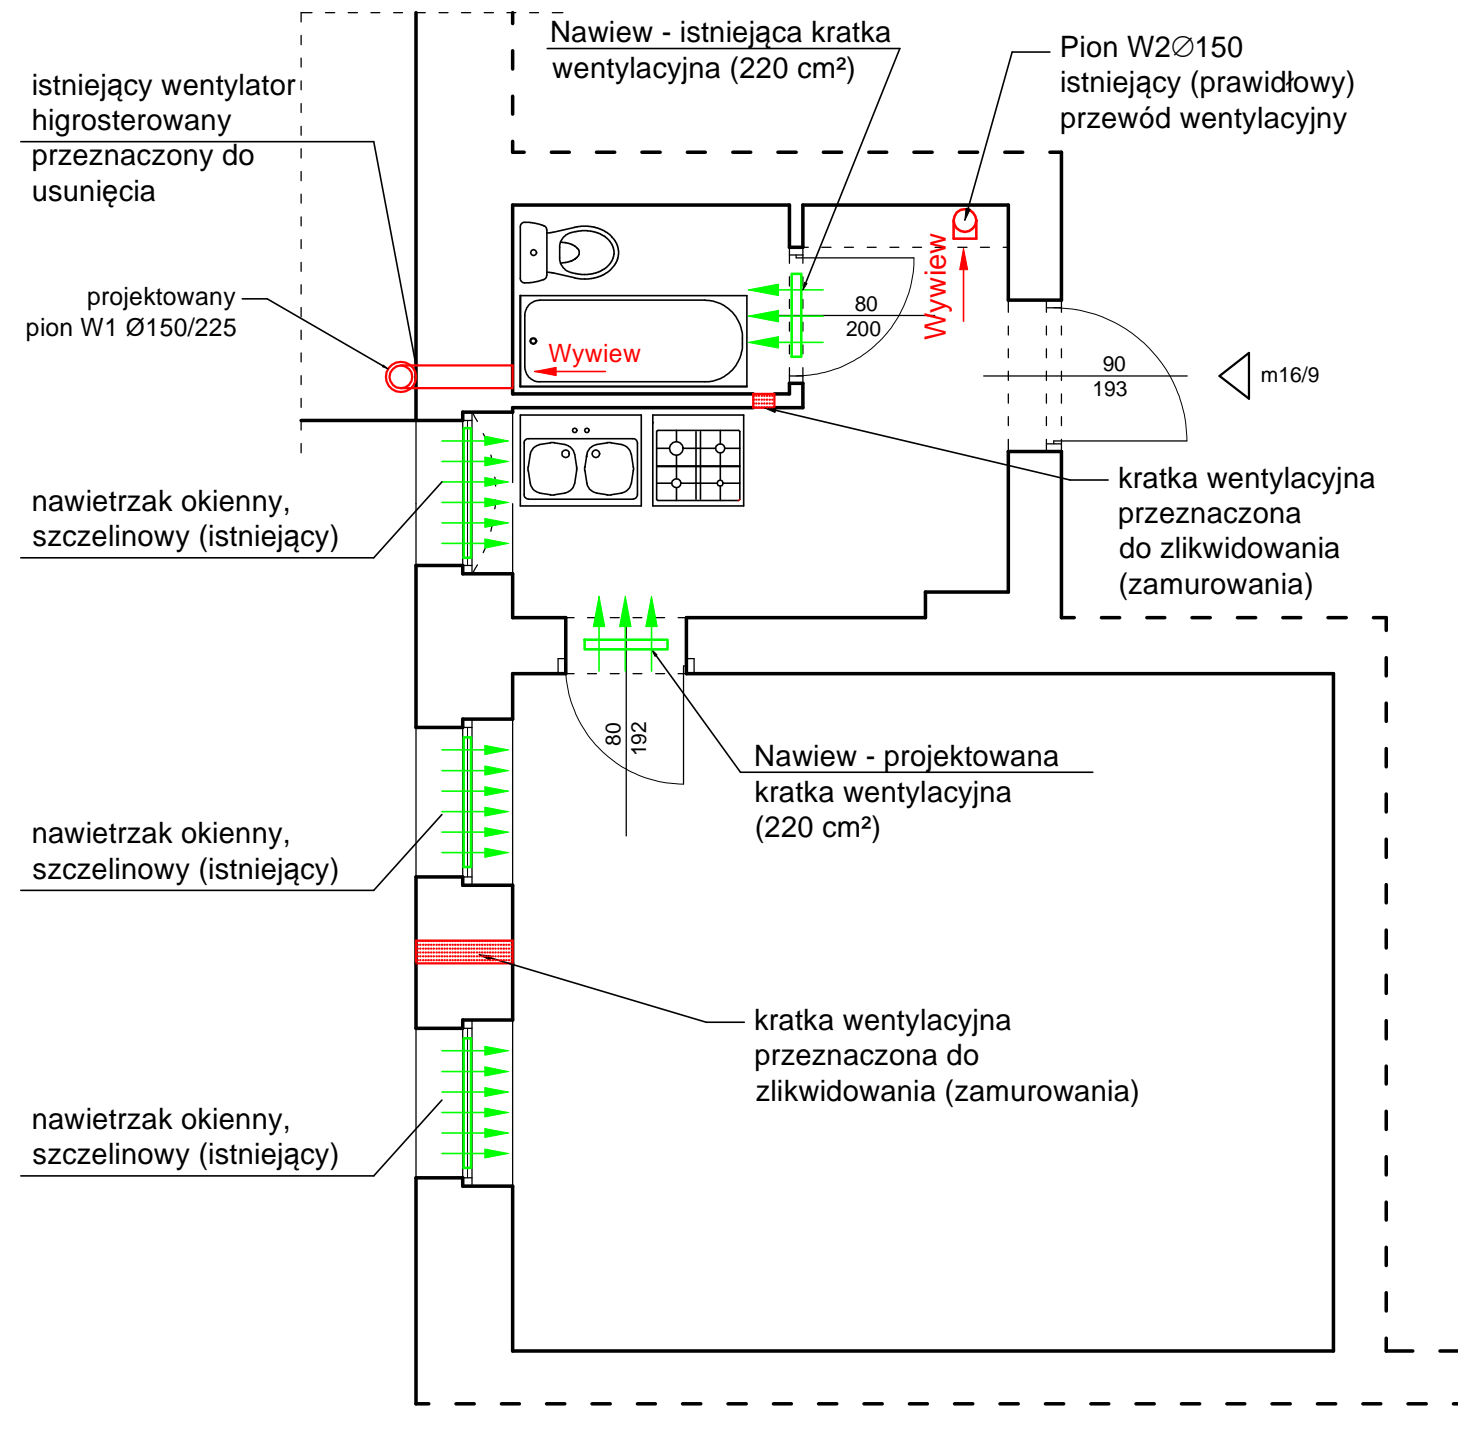 Nawiew - istniejąca kratka
wentylacyjna (220 cm²)
Pion W2∅150
istniejący (prawidłowy)
przewód wentylacyjny
istniejący wentylator
higrosterowany
przeznaczony do
usunięcia
projektowany
pion W1 Ø150/225
Wywiew
Wywiew
80
200
90
193
m16/9
nawietrzak okienny,
szczelinowy (istniejący)
kratka wentylacyjna
przeznaczona
do zlikwidowania
(zamurowania)
80
192
Nawiew - projektowana
kratka wentylacyjna
(220 cm²)
nawietrzak okienny,
szczelinowy (istniejący)
kratka wentylacyjna
przeznaczona do
zlikwidowania (zamurowania)
nawietrzak okienny,
szczelinowy (istniejący)